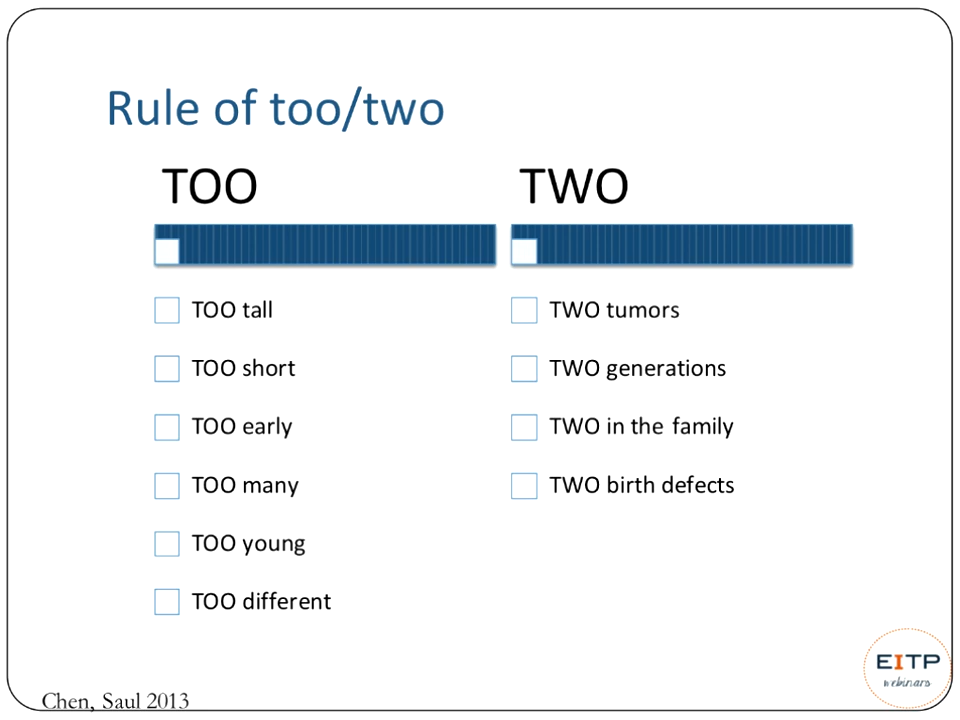 Rule of too/two
TOO
TOO tall
TOO short
TOO early
TOO many
TOO young
TOO different
TWO
TWO tumors
TWO generations
TWO in the family
TWO birth defects
Chen, Saul 2013
EITP
webinars